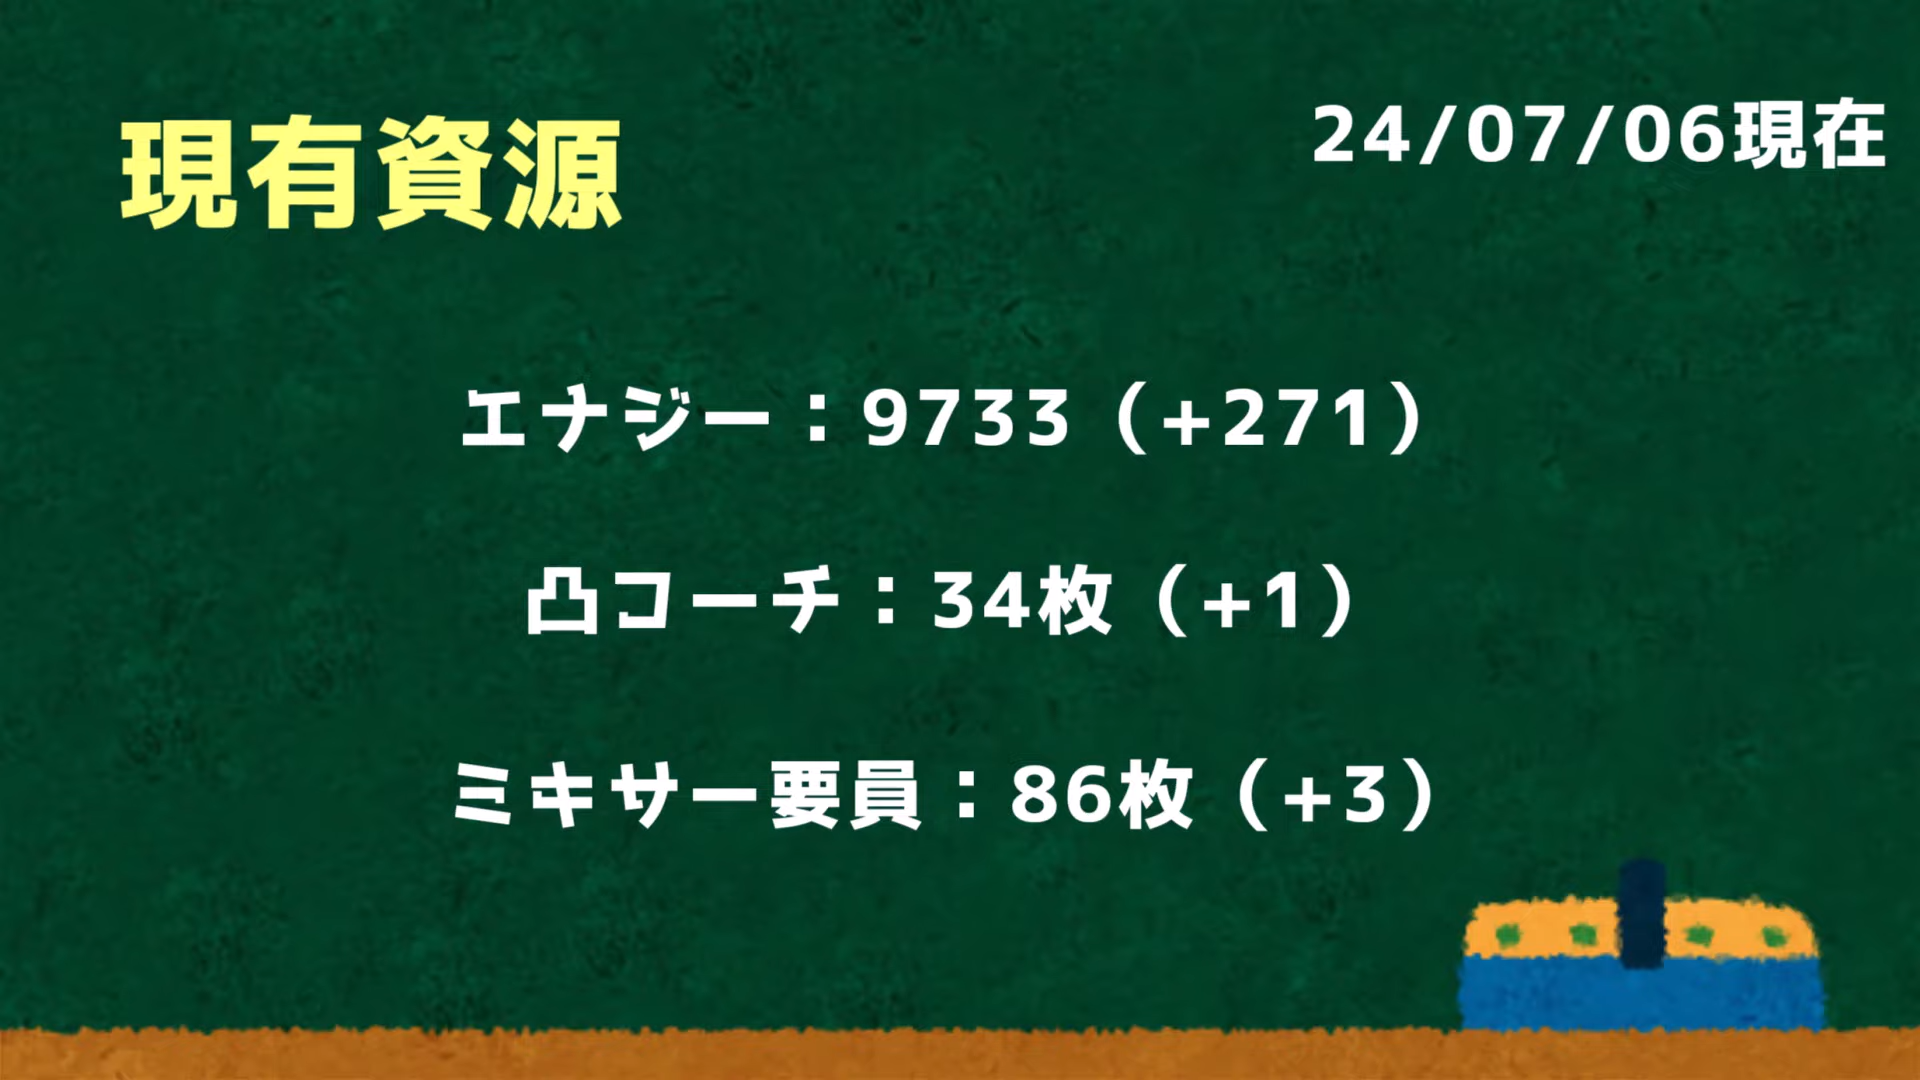 現有資源
24/07/06現在
エナジー：9733（+271）
凸コーチ：34枚（+1）
ミキサー要員：86枚（+3）